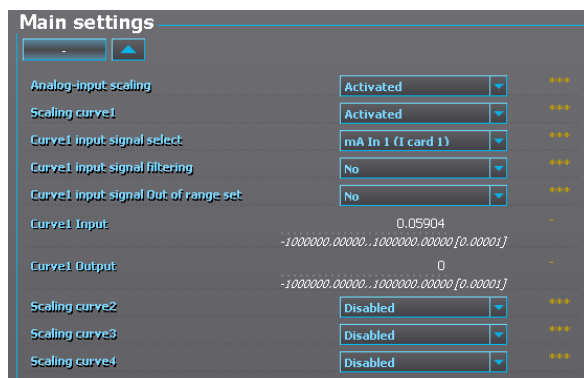 Main settings
-
Analog-input scaling Activated ***
Scaling curve1 Activated ***
Curve1 input signal select mA In 1 (I card 1) ***
Curve1 input signal filtering No ***
Curve1 input signal Out of range set No ***
Curve1 Input 0.05904 -
-1000000.00000..1000000.00000 [0.00001]
Curve1 Output 0 -
-1000000.00000..1000000.00000 [0.00001]
Scaling curve2 Disabled ***
Scaling curve3 Disabled ***
Scaling curve4 Disabled ***